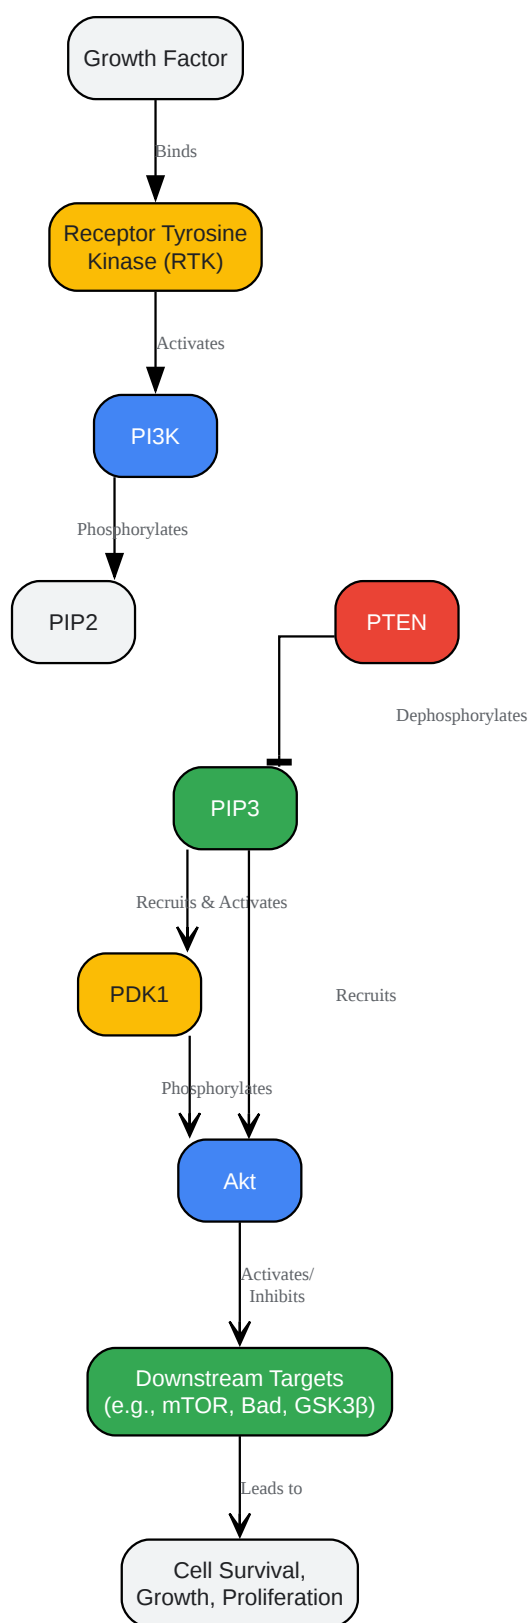 Growth Factor
Binds
Receptor Tyrosine
Kinase (RTK)
Activates
PI3K
Phosphorylates
PIP2
PTEN
Dephosphorylates
PIP3
Recruits & Activates
PDK1
Recruits
Phosphorylates
Akt
Activates/
Inhibits
Downstream Targets
(e.g., mTOR, Bad, GSK3β)
Leads to
Cell Survival,
Growth, Proliferation